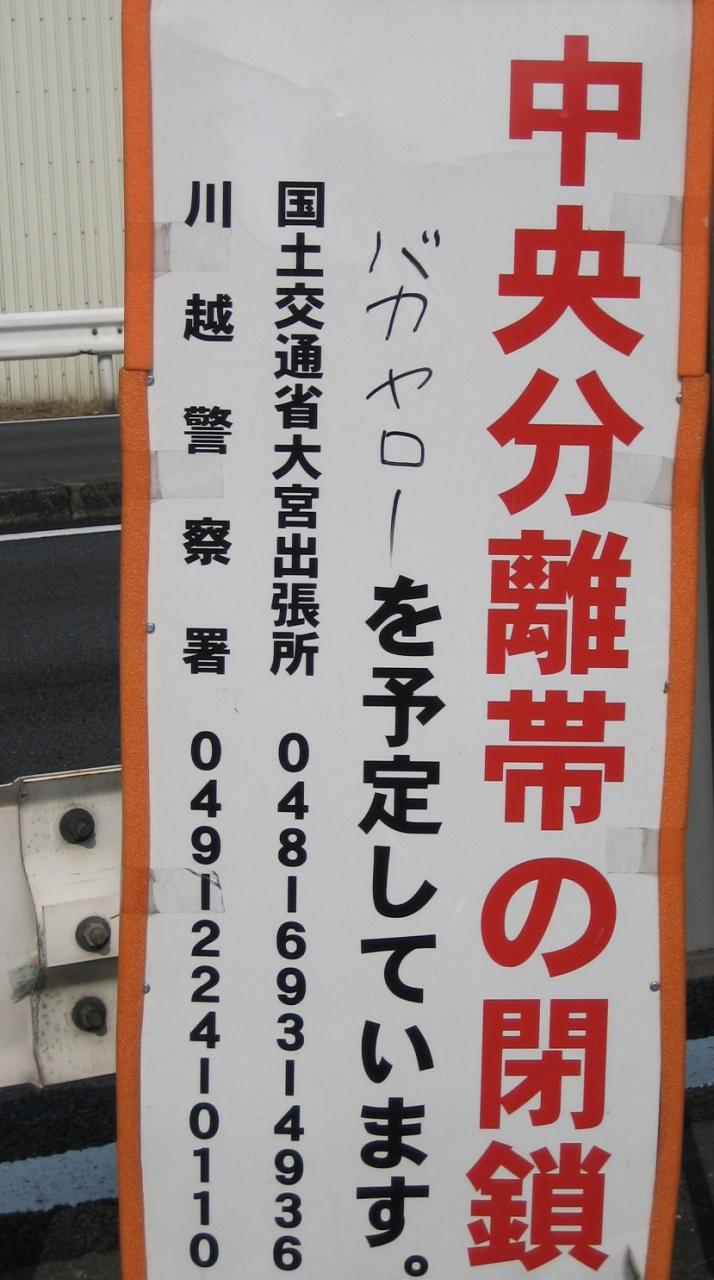 中央分離帯の閉鎖
バカヤローを予定しています。
国土交通省大宮出張所 048-693-4936
川越警察署 049-224-0110